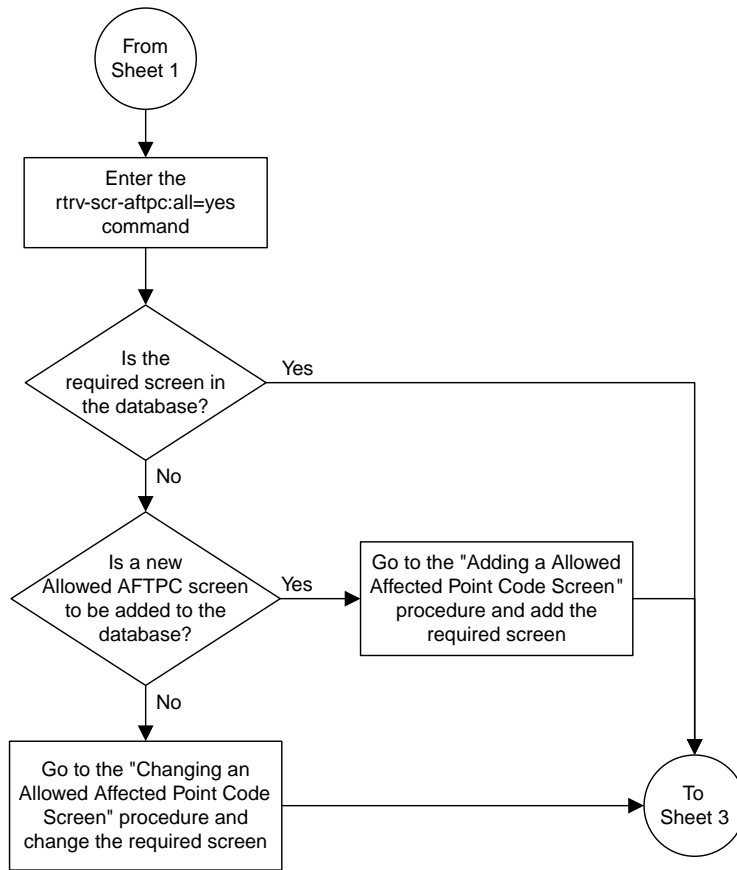 From
Sheet 1
Enter the
rtrv-scr-aftpc:all=yes
command
Is the
required screen in
the database?
Yes
No
Is a new
Allowed AFTPC screen
to be added to the
database?
Yes
Go to the "Adding a Allowed
Affected Point Code Screen"
procedure and add the
required screen
No
Go to the "Changing an
Allowed Affected Point Code
Screen" procedure and
change the required screen
To
Sheet 3